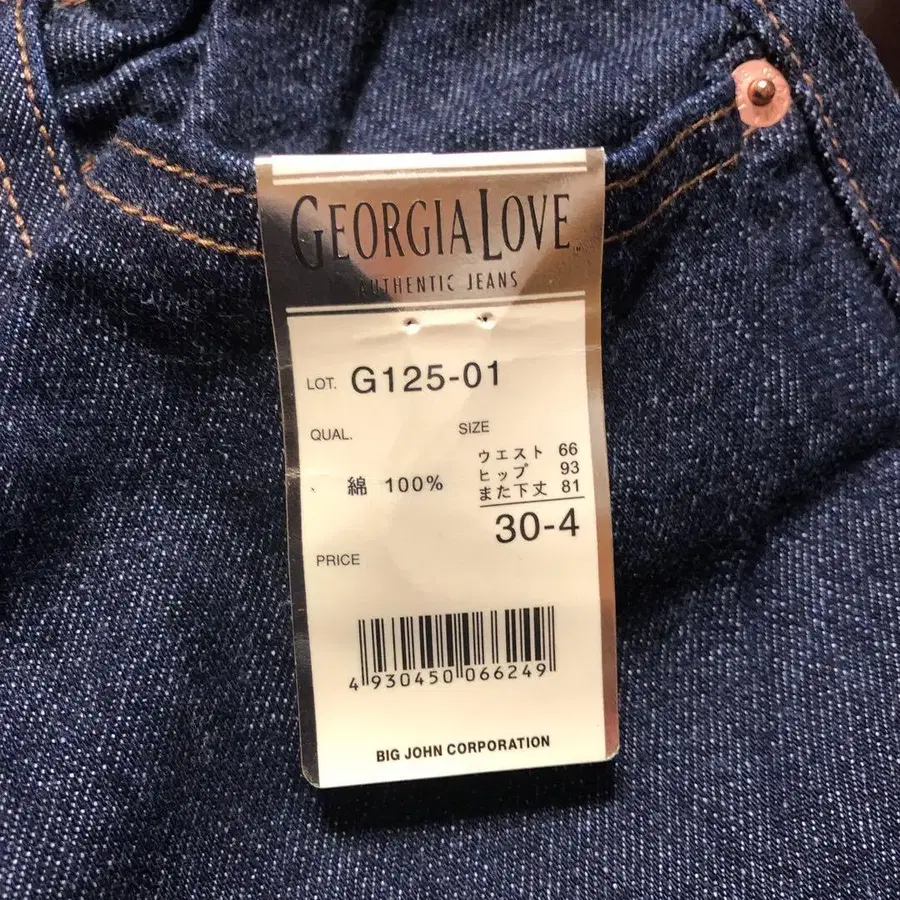 GEORGIA LOVE
AUTHENTIC JEANS
LOT. G125-01
QUAL.
綿 100%
SIZE
ウエスト 66
ヒップ 93
また下丈 81
30-4
PRICE
4930450066249
BIG JOHN CORPORATION